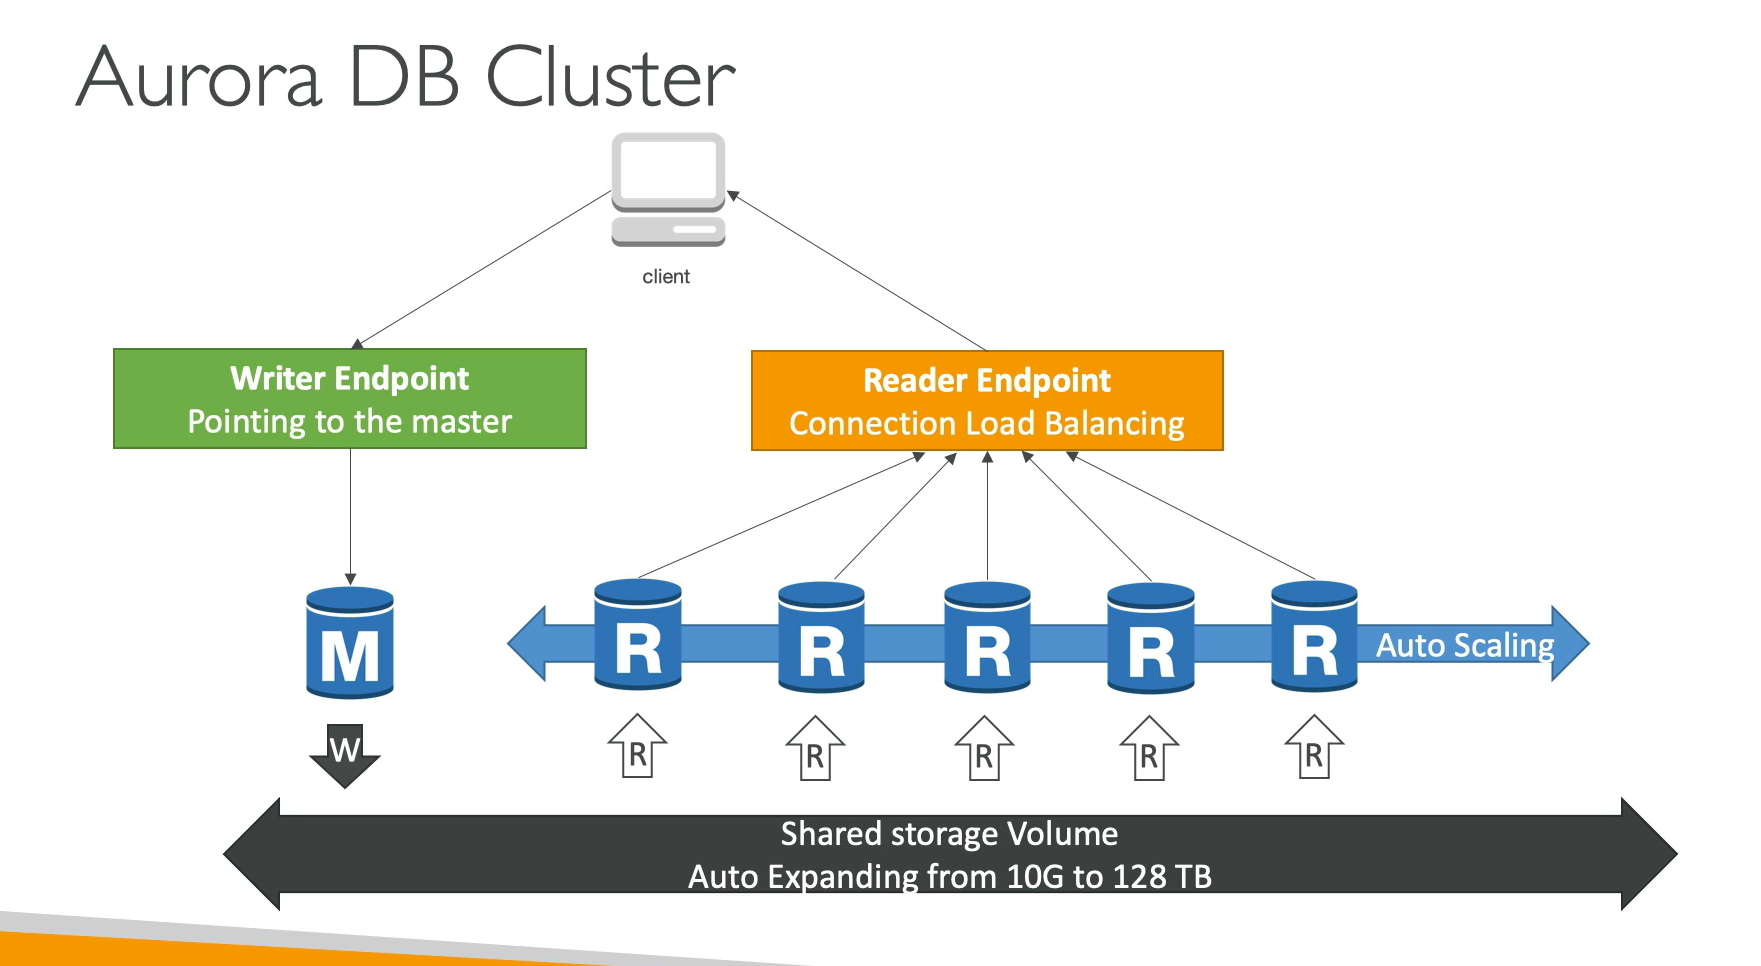 Aurora DB Cluster
client
Writer Endpoint
Pointing to the master
Reader Endpoint
Connection Load Balancing
M
R
R
R
R
R
Auto Scaling
W
R
R
R
R
R
Shared storage Volume
Auto Expanding from 10G to 128 TB